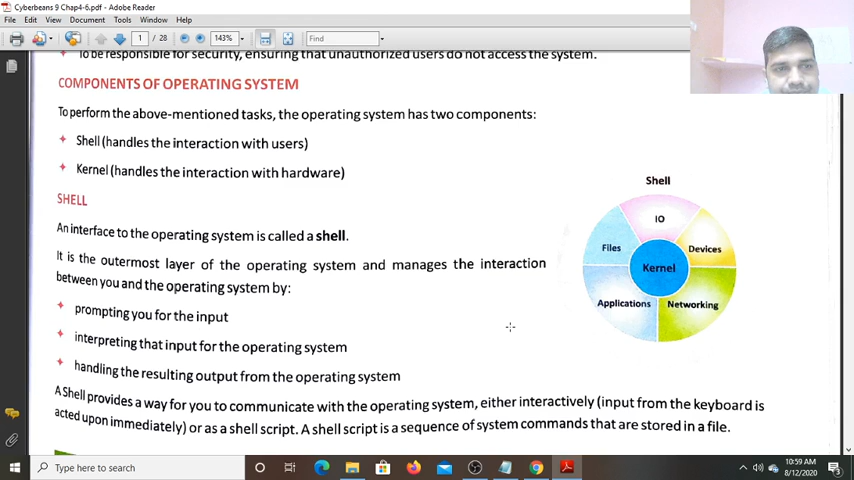 Cyberbeans 9 Chap4-6.pdf - Adobe Reader
File Edit View Document Tools Window Help
1 / 28 143% Find
To be responsible for security, ensuring that unauthorized users do not access the system.
COMPONENTS OF OPERATING SYSTEM
To perform the above-mentioned tasks, the operating system has two components:
Shell (handles the interaction with users)
Kernel (handles the interaction with hardware)
SHELL
An interface to the operating system is called a shell.
It is the outermost layer of the operating system and manages the interaction
between you and the operating system by:
prompting you for the input
interpreting that input for the operating system
handling the resulting output from the operating system
Shell
IO
Files
Devices
Kernel
Applications
Networking
A Shell provides a way for you to communicate with the operating system, either interactively (input from the keyboard is
acted upon immediately) or as a shell script. A shell script is a sequence of system commands that are stored in a file.
Type here to search
10:59 AM
8/12/2020